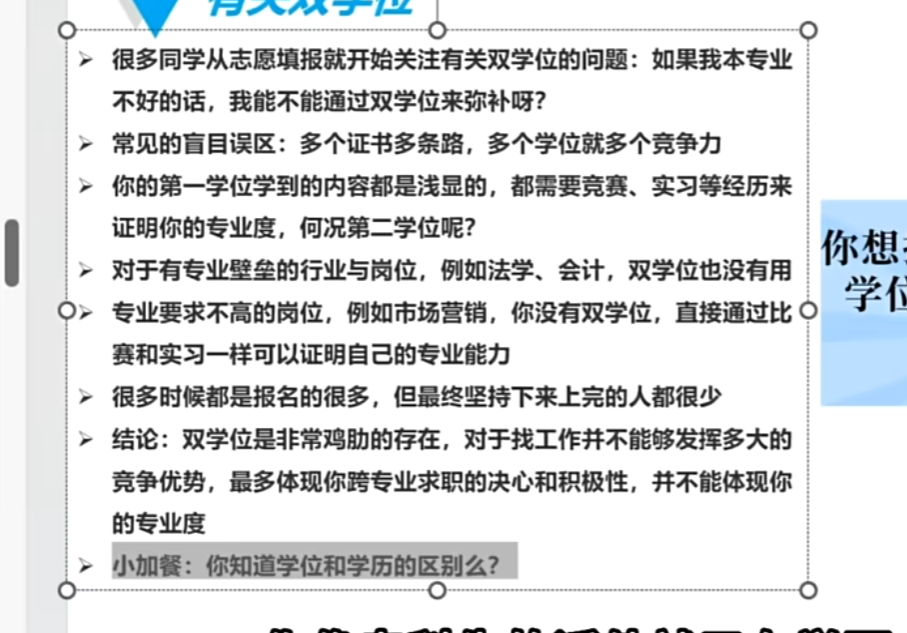 有关双学位
➢ 很多同学从志愿填报就开始关注有关双学位的问题：如果我本专业
不好的话，我能不能通过双学位来弥补呀？
➢ 常见的盲目误区：多个证书多条路，多个学位就多个竞争力
➢ 你的第一学位学到的内容都是浅显的，都需要竞赛、实习等经历来
证明你的专业度，何况第二学位呢？
➢ 对于有专业壁垒的行业与岗位，例如法学、会计，双学位也没有用
➢ 专业要求不高的岗位，例如市场营销，你没有双学位，直接通过比
赛和实习一样可以证明自己的专业能力
➢ 很多时候都是报名的很多，但最终坚持下来上完的人都很少
➢ 结论：双学位是非常鸡肋的存在，对于找工作并不能够发挥多大的
竞争优势，最多体现你跨专业求职的决心和积极性，并不能体现你
的专业度
➢ 小加餐：你知道学位和学历的区别么？
你想
学位